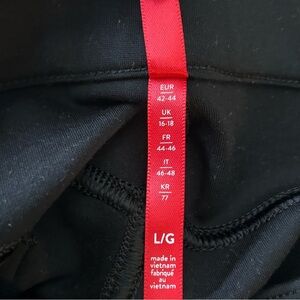 EUR
42-44
UK
16-18
FR
44-46
IT
46-48
KR
77
L/G
made in
vietnam
fabriqué
au
vietnam